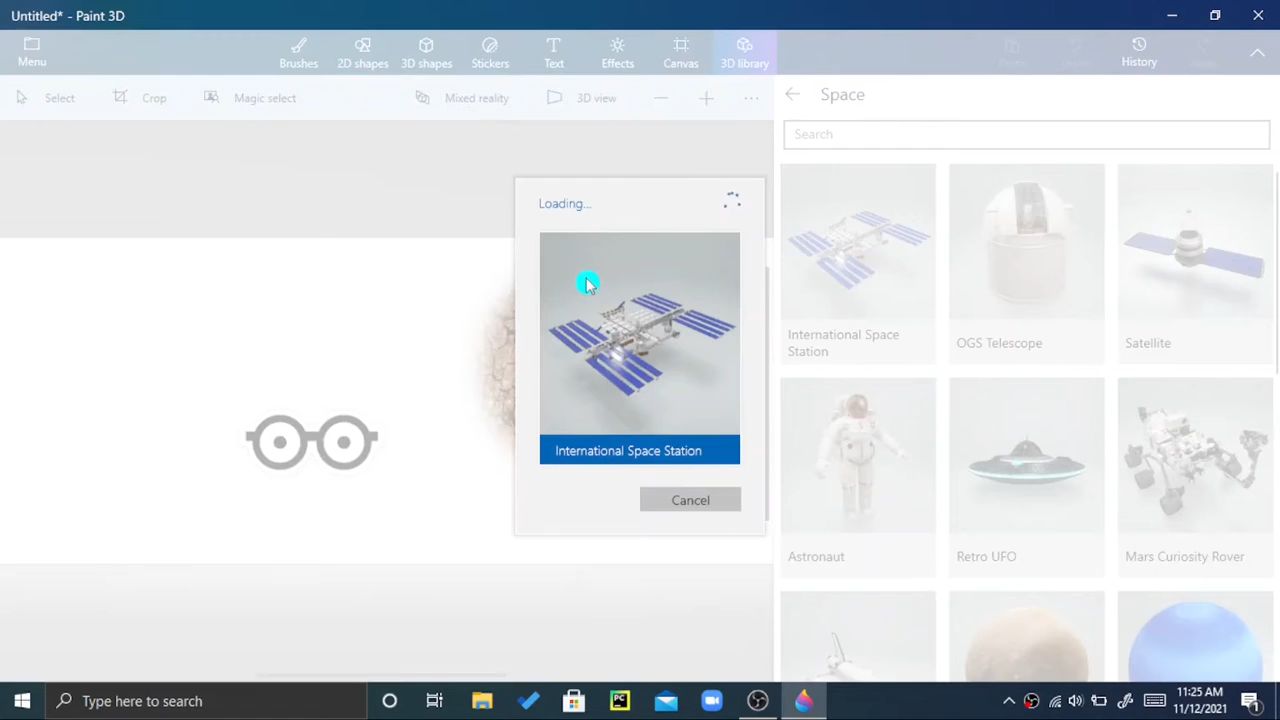 Untitled* - Paint 3D
Menu
Brushes
2D shapes
3D shapes
Stickers
Text
Effects
Canvas
3D library
History
Select
Crop
Magic select
Mixed reality
3D view
Space
Search
Loading...
International Space Station
Cancel
International Space
Station
OGS Telescope
Satellite
Astronaut
Retro UFO
Mars Curiosity Rover
Type here to search
PC
11:25 AM
11/12/2021
1